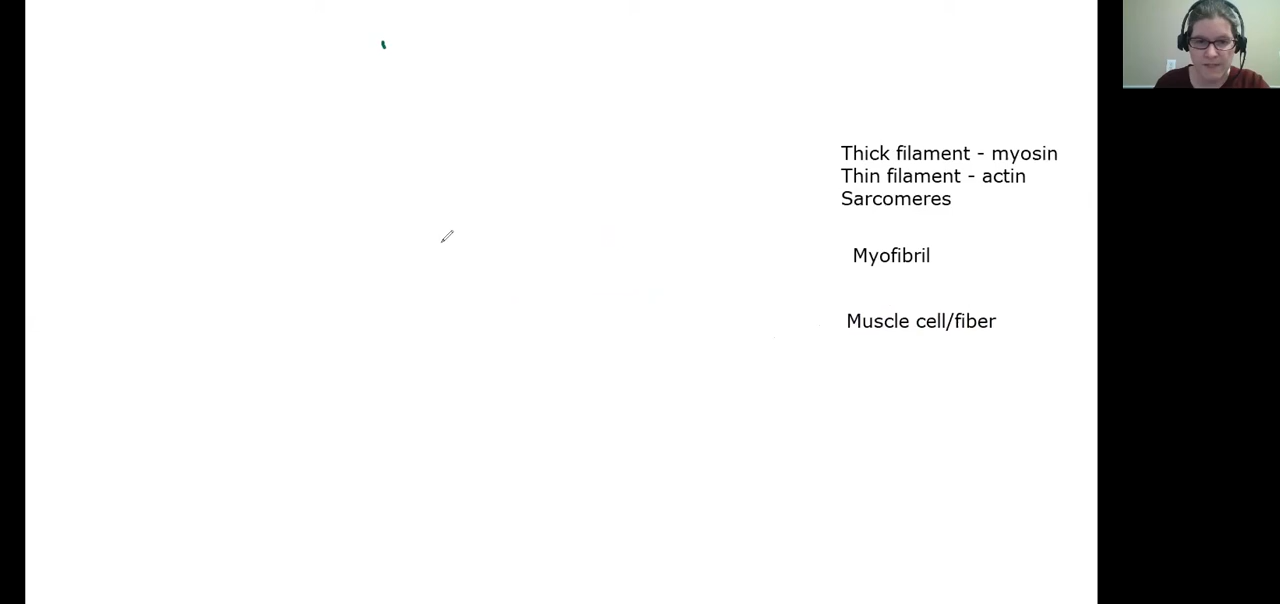 Thick filament - myosin
Thin filament - actin
Sarcomeres
Myofibril
Muscle cell/fiber